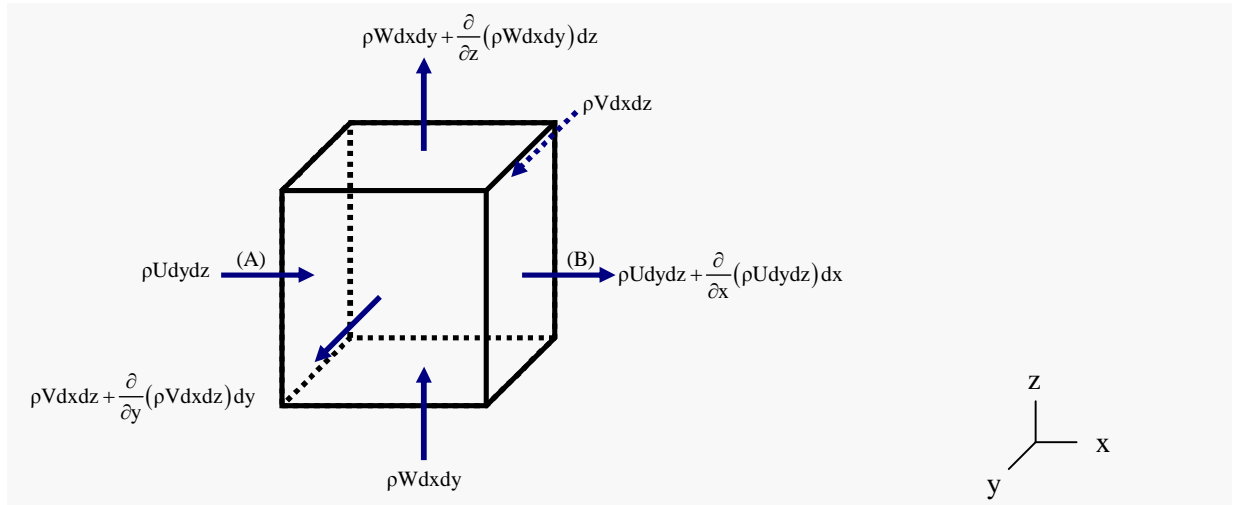 ρWdxdy + ∂/∂z (ρWdxdy) dz
ρVdxdz
ρUdydz
(A)
(B)
ρUdydz + ∂/∂x (ρUdydz) dx
ρVdxdz + ∂/∂y (ρVdxdz) dy
ρWdxdy
z
x
y